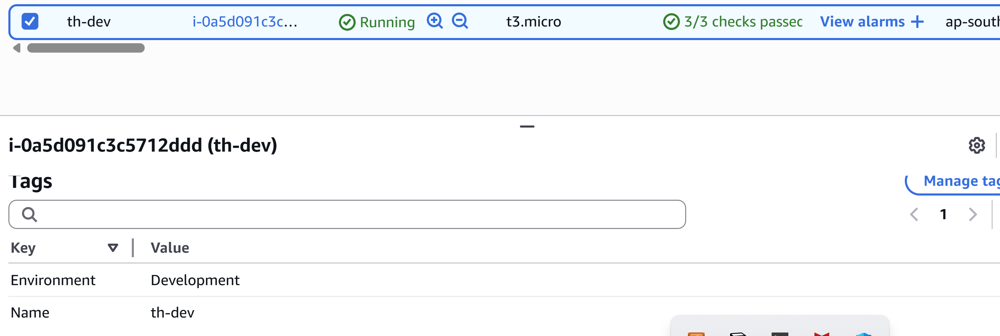 th-dev i-0a5d091c3c... Running t3.micro 3/3 checks passec View alarms + ap-south
i-0a5d091c3c5712ddd (th-dev)
Tags Manage tag
1
Key Value
Environment Development
Name th-dev